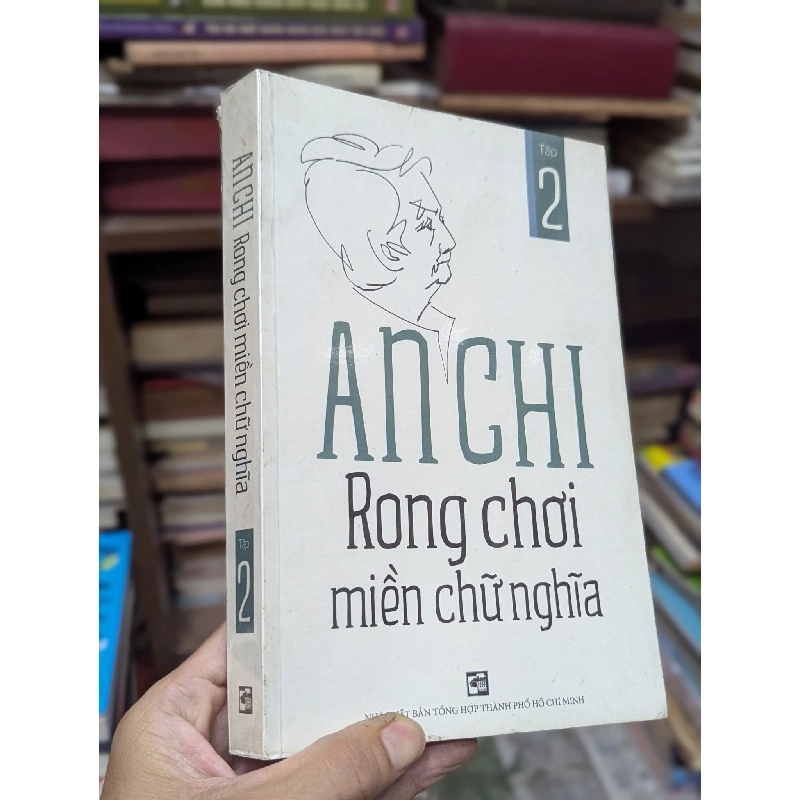 Tập
2
AN CHI
Rong chơi
miền chữ nghĩa
BẢN TỔNG HỢP THÀNH PHỐ HỒ CHÍ MINH
AN CHI Rong chơi miền chữ nghĩa
Tập
2